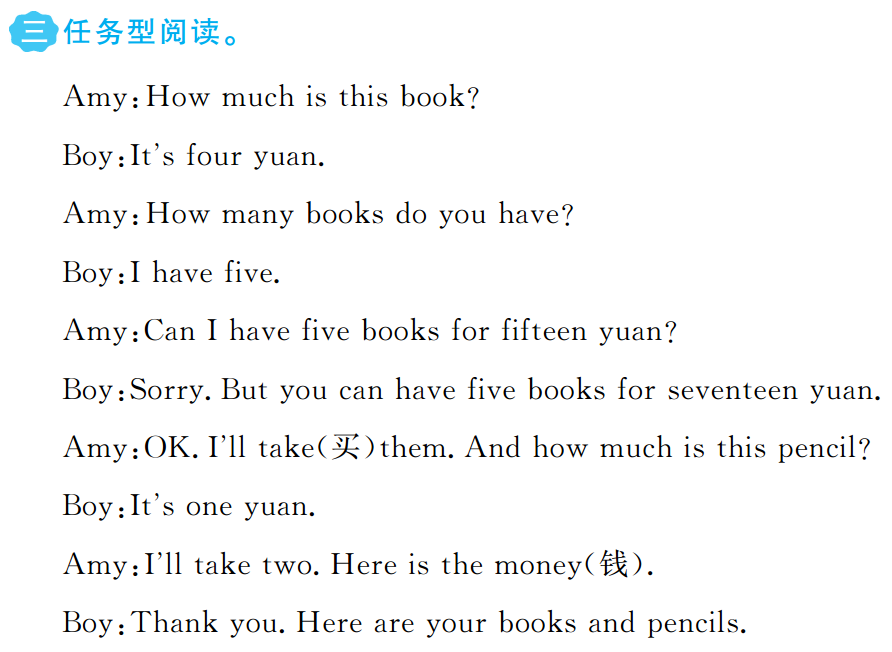 三 任务型阅读。
Amy:How much is this book?
Boy:It's four yuan.
Amy:How many books do you have?
Boy:I have five.
Amy:Can I have five books for fifteen yuan?
Boy:Sorry. But you can have five books for seventeen yuan.
Amy:OK. I'll take(买)them. And how much is this pencil?
Boy:It's one yuan.
Amy:I'll take two. Here is the money(钱).
Boy:Thank you. Here are your books and pencils.